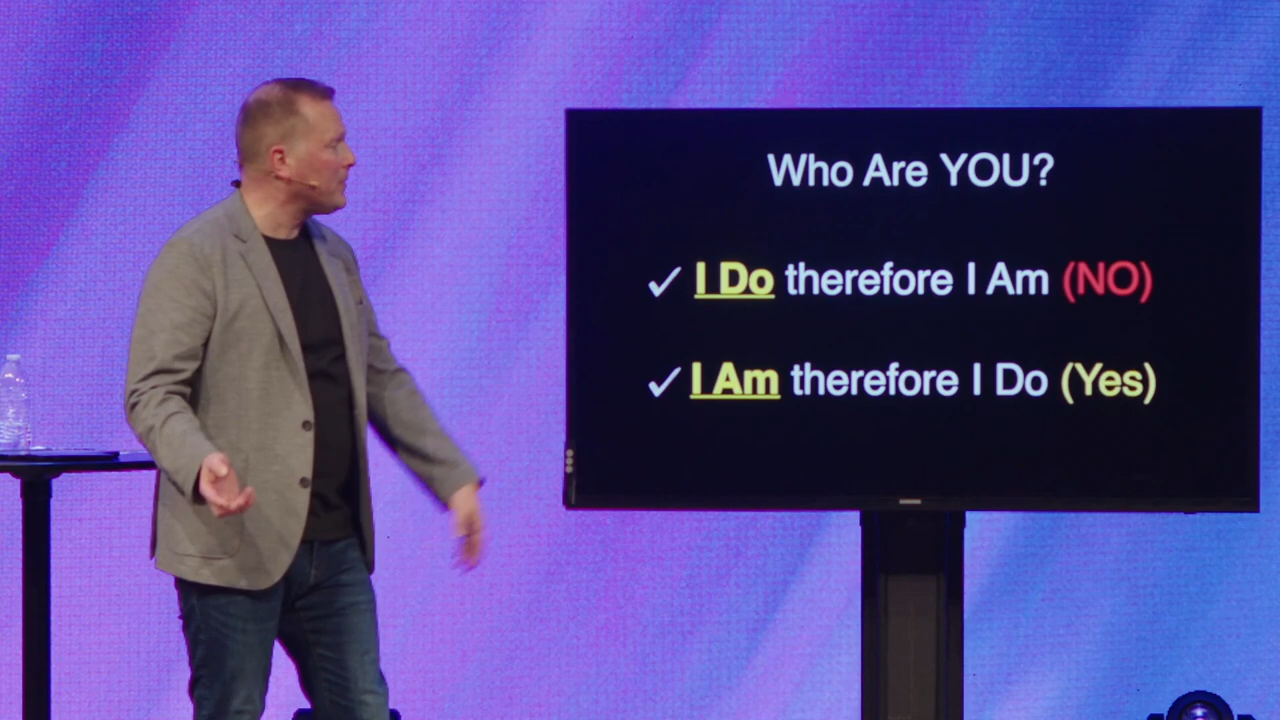 Who Are YOU?
✓ I Do therefore I Am (NO)
✓ I Am therefore I Do (Yes)